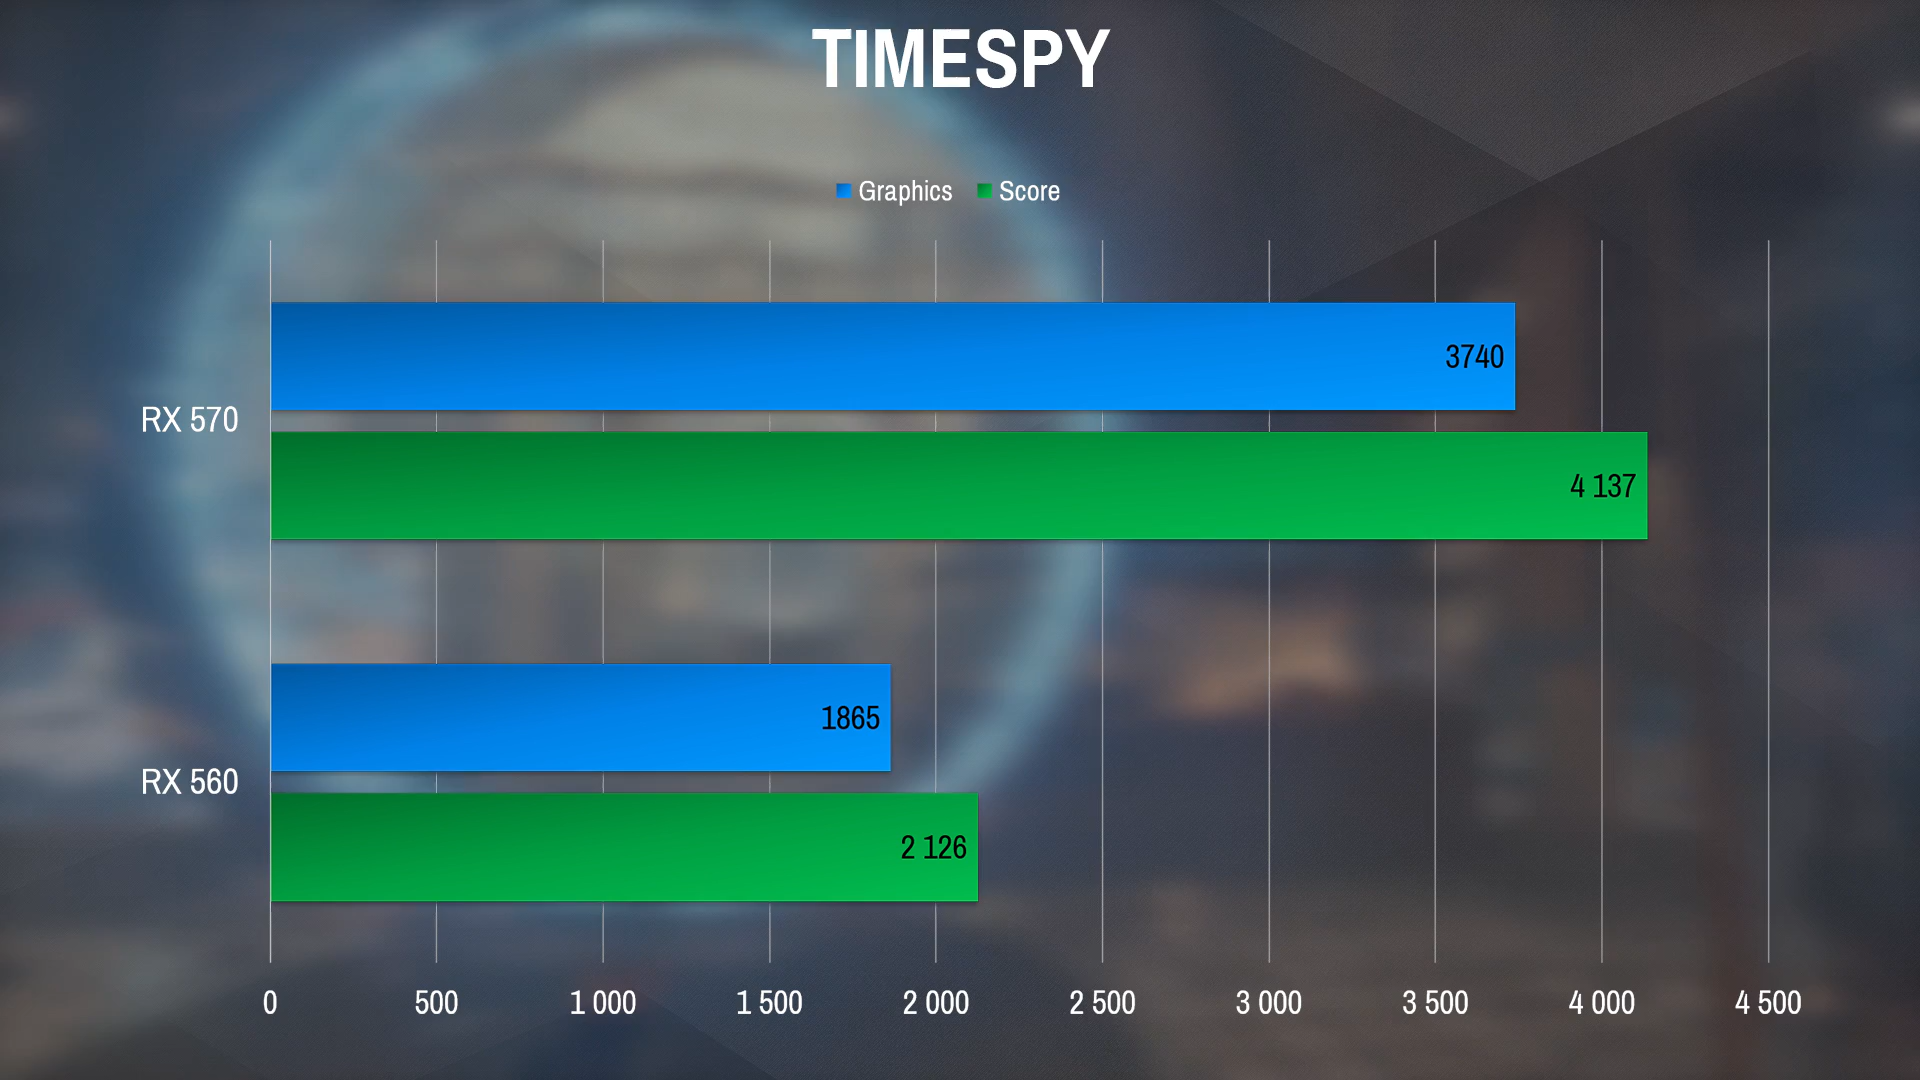 TIMESPY
Graphics Score
3740
RX 570
4 137
1865
RX 560
2 126
0 500 1 000 1 500 2 000 2 500 3 000 3 500 4 000 4 500